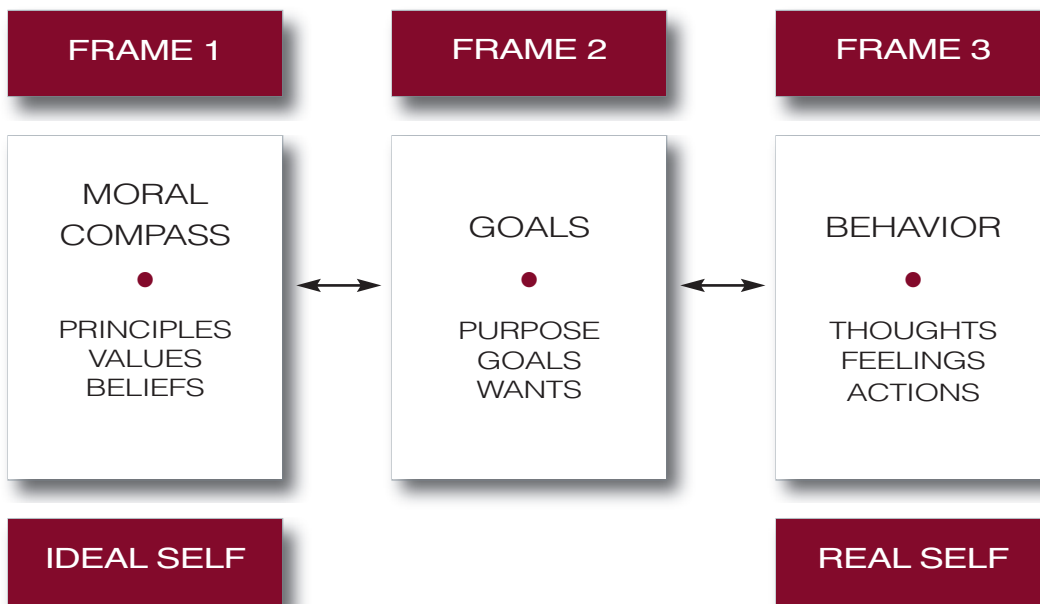 FRAME 1
FRAME 2
FRAME 3
MORAL
COMPASS
PRINCIPLES
VALUES
BELIEFS
GOALS
PURPOSE
GOALS
WANTS
BEHAVIOR
THOUGHTS
FEELINGS
ACTIONS
IDEAL SELF
REAL SELF